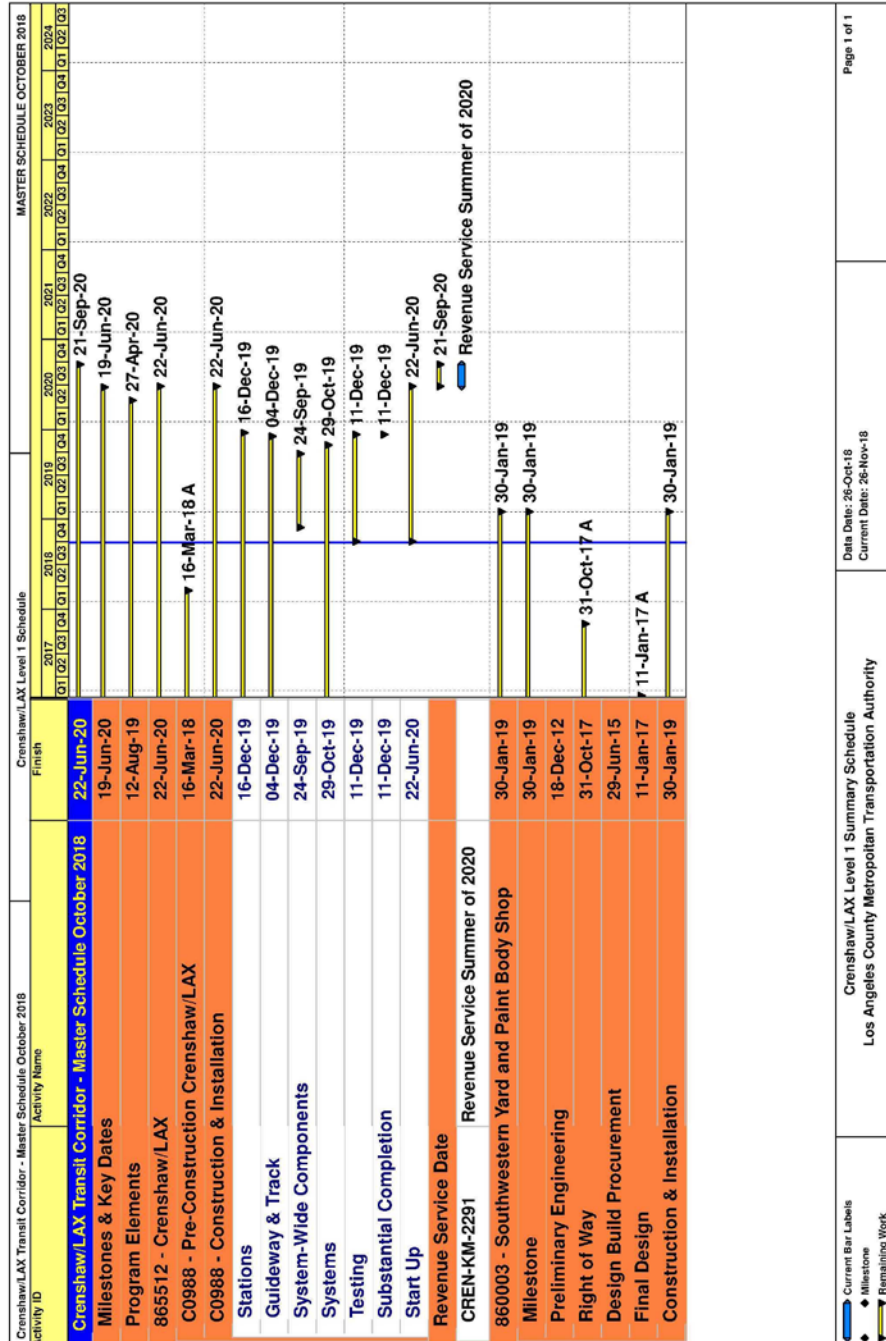 Crenshaw/LAX Transit Corridor - Master Schedule October 2018 Crenshaw/LAX Level 1 Schedule MASTER SCHEDULE OCTOBER 2018
Activity ID Activity Name Finish 2017 2018 2019 2020 2021 2022 2023 2024
Q1 Q2 Q3 Q4 Q1 Q2 Q3 Q4 Q1 Q2 Q3 Q4 Q1 Q2 Q3 Q4 Q1 Q2 Q3 Q4 Q1 Q2 Q3 Q4 Q1 Q2 Q3 Q4 Q1 Q2 Q3
Crenshaw/LAX Transit Corridor - Master Schedule October 2018 22-Jun-20 21-Sep-20
Milestones & Key Dates 19-Jun-20 19-Jun-20
Program Elements 12-Aug-19 27-Apr-20
865512 - Crenshaw/LAX 22-Jun-20 22-Jun-20
C0988 - Pre-Construction Crenshaw/LAX 16-Mar-18 16-Mar-18 A
C0988 - Construction & Installation 22-Jun-20 22-Jun-20
Stations 16-Dec-19 16-Dec-19
Guideway & Track 04-Dec-19 04-Dec-19
System-Wide Components 24-Sep-19 24-Sep-19
Systems 29-Oct-19 29-Oct-19
Testing 11-Dec-19 11-Dec-19
Substantial Completion 11-Dec-19 11-Dec-19
Start Up 22-Jun-20 22-Jun-20
Revenue Service Date 21-Sep-20
CREN-KM-2291 Revenue Service Summer of 2020 Revenue Service Summer of 2020
860003 - Southwestern Yard and Paint Body Shop 30-Jan-19 30-Jan-19
Milestone 30-Jan-19 30-Jan-19
Preliminary Engineering 18-Dec-12
Right of Way 31-Oct-17 31-Oct-17 A
Design Build Procurement 29-Jun-15
Final Design 11-Jan-17 11-Jan-17 A
Construction & Installation 30-Jan-19 30-Jan-19
Current Bar Labels
Milestone
Remaining Work
Crenshaw/LAX Level 1 Summary Schedule
Los Angeles County Metropolitan Transportation Authority
Data Date: 26-Oct-18
Current Date: 26-Nov-18
Page 1 of 1